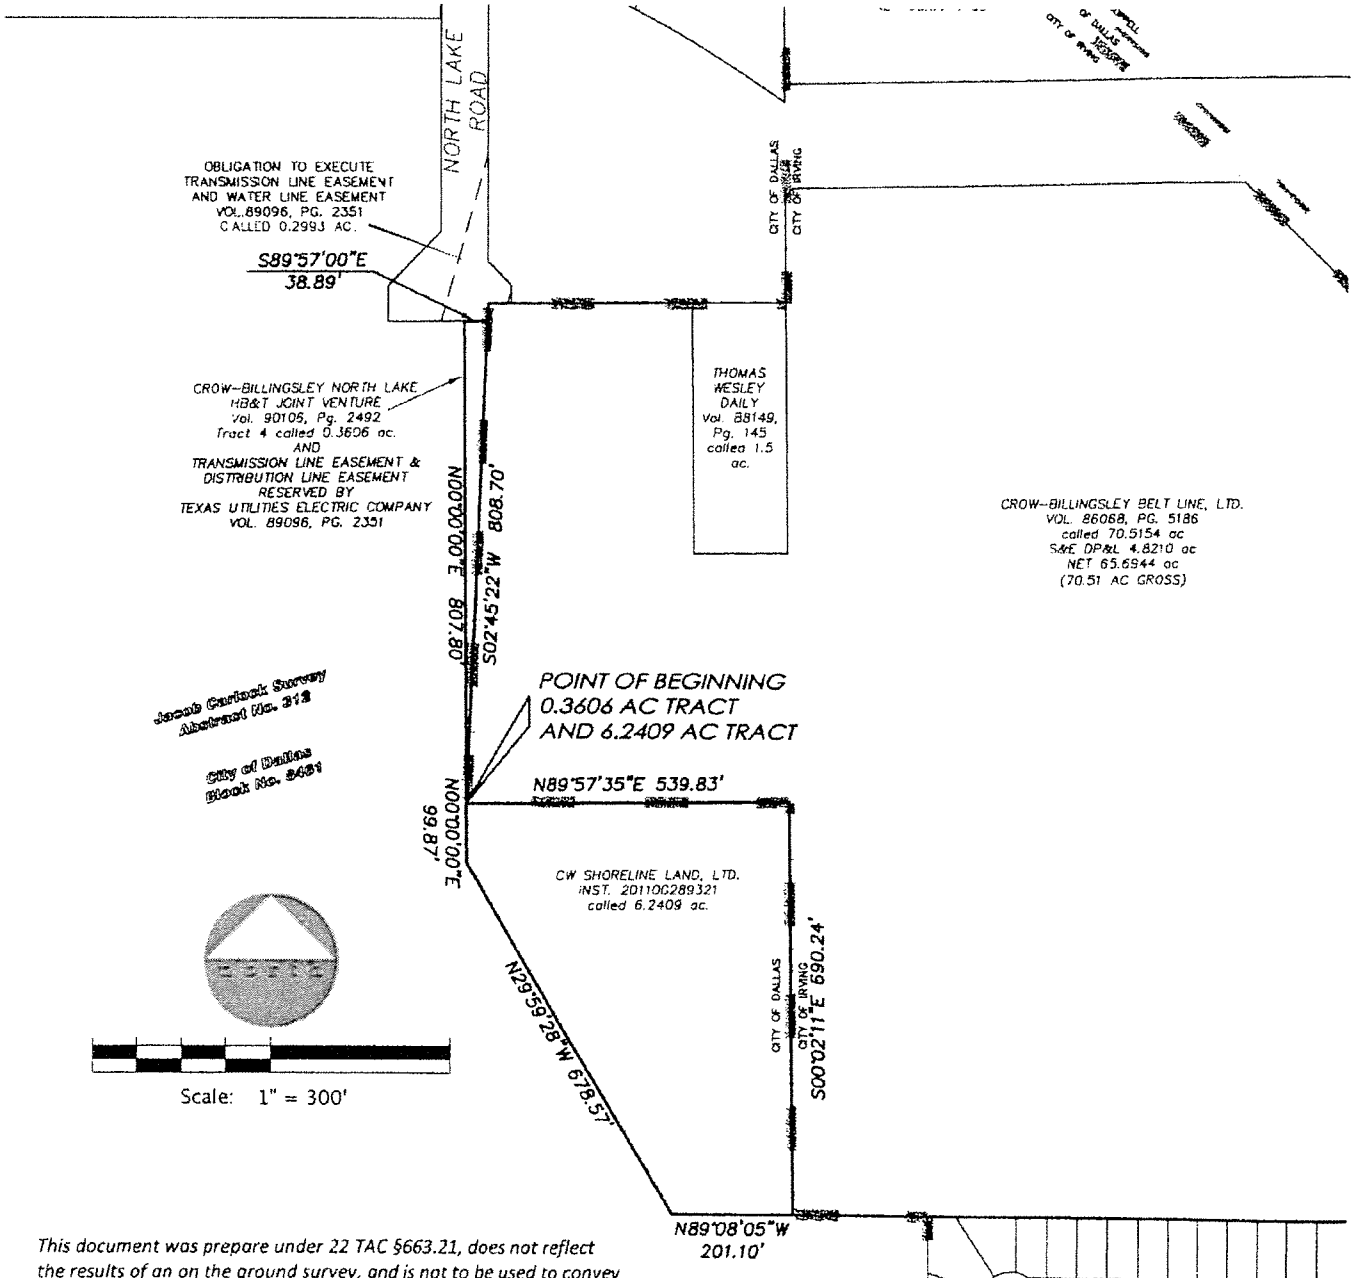 NORTH LAKE
ROAD
OF DALLAS
CITY OF IRVING
OBLIGATION TO EXECUTE
TRANSMISSION LINE EASEMENT
AND WATER LINE EASEMENT
VOL.89096, PG. 2351
CALLED 0.2993 AC.
CITY OF DALLAS
CITY OF IRVING
S89°57'00"E
38.89'
CROW-BILLINGSLEY NORTH LAKE
HB&T JOINT VENTURE
Vol. 90106, Pg. 2492
Tract 4 called 0.3606 ac.
AND
TRANSMISSION LINE EASEMENT &
DISTRIBUTION LINE EASEMENT
RESERVED BY
TEXAS UTILITIES ELECTRIC COMPANY
VOL. 89096, PG. 2351
THOMAS
WESLEY
DAILY
Vol. 88149,
Pg. 145
called 1.5
ac.
N00°00'00"E 807.80'
S02°45'22"W 808.70'
CROW-BILLINGSLEY BELT LINE, LTD.
VOL. 86068, PG. 5186
called 70.5154 ac
S&E DP&L 4.8210 ac
NET 65.6944 ac
(70.51 AC GROSS)
Jacob Carlock Survey
Abstract No. 312
City of Dallas
Block No. 8461
POINT OF BEGINNING
0.3606 AC TRACT
AND 6.2409 AC TRACT
N89°57'35"E 539.83'
N00°00'00"E
99.87'
CW SHORELINE LAND, LTD.
INST. 201100289321
called 6.2409 ac.
north
CITY OF DALLAS
CITY OF IRVING
S00°02'11"E 690.24'
N29°59'28"W 678.57'
Scale: 1" = 300'
N89°08'05"W
201.10'
This document was prepare under 22 TAC §663.21, does not reflect
the results of an on the ground survey, and is not to be used to convey